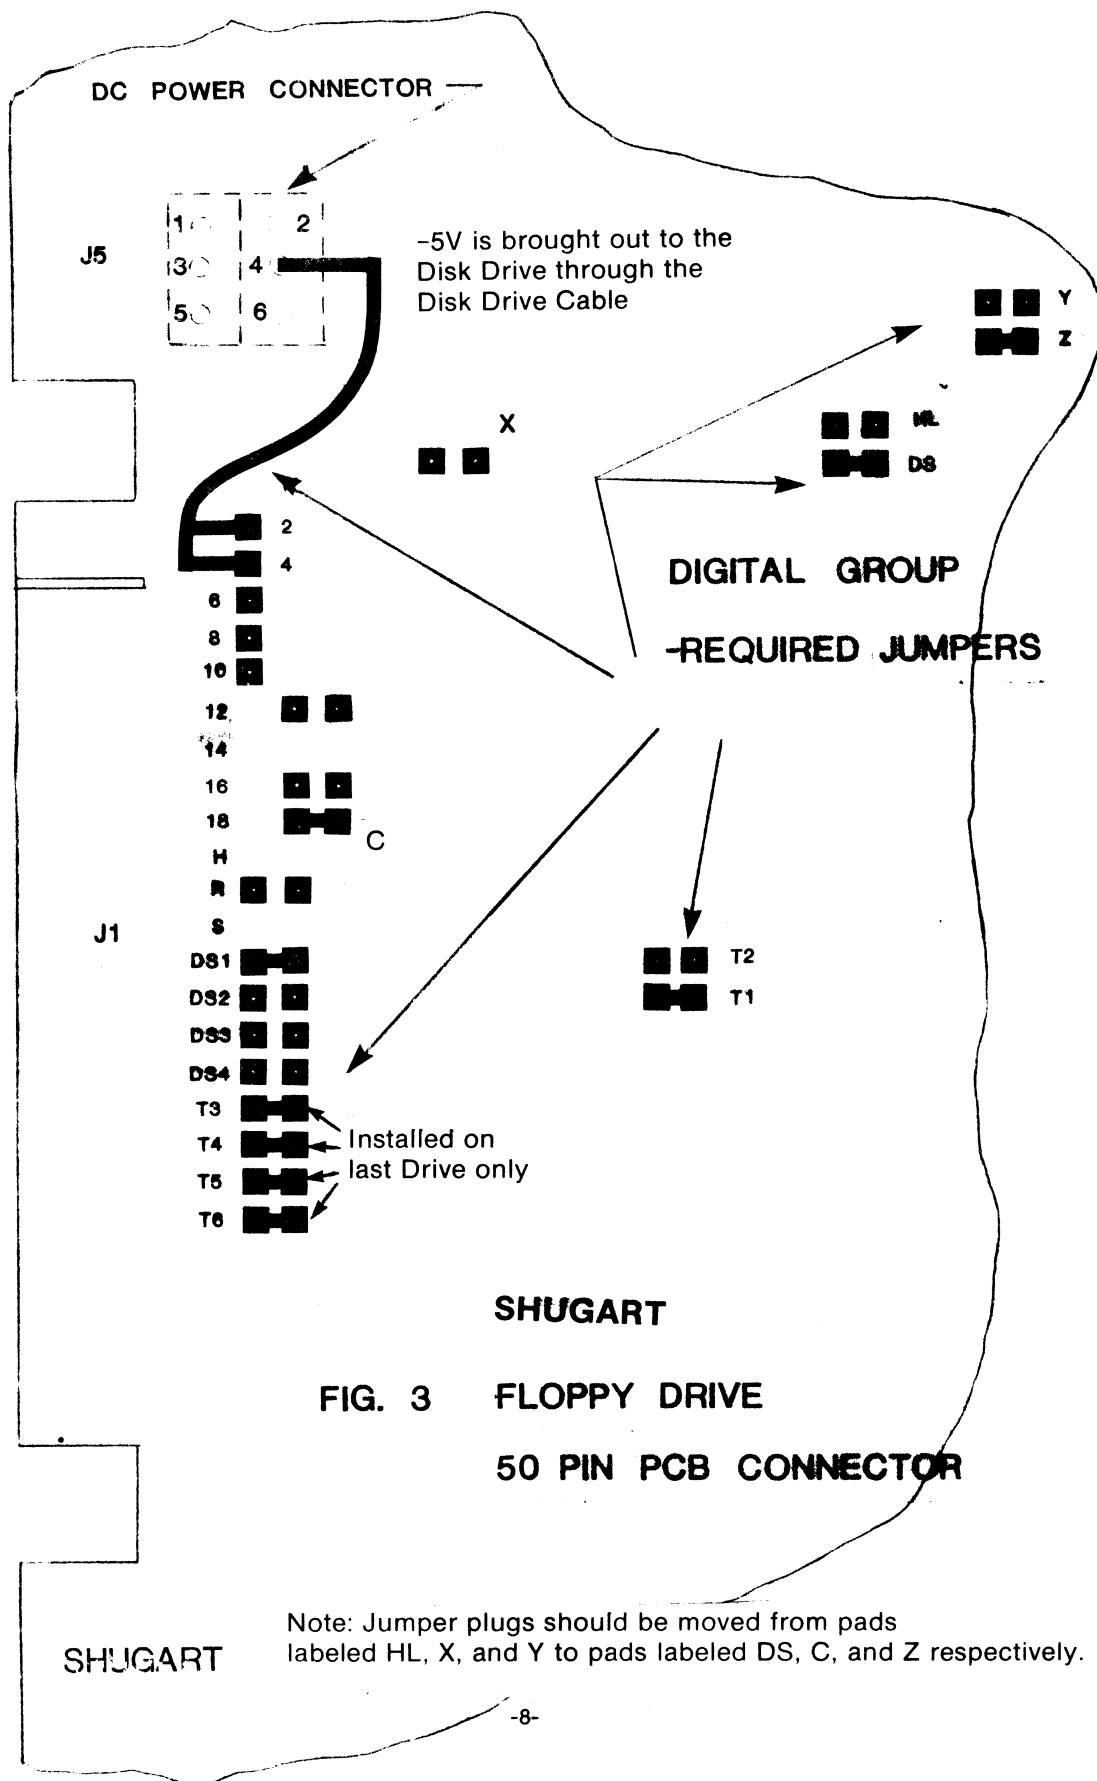 DC POWER CONNECTOR
J5
1
2
3
4
5
6
-5V is brought out to the
Disk Drive through the
Disk Drive Cable
Y
Z
X
HL
DS
2
4
6
8
10
12
14
16
18
C
H
R
S
DIGITAL GROUP
-REQUIRED JUMPERS
J1
DS1
DS2
DS3
DS4
T3
T4
T5
T6
T2
T1
Installed on
last Drive only
SHUGART
FIG. 3 FLOPPY DRIVE
50 PIN PCB CONNECTOR
Note: Jumper plugs should be moved from pads
labeled HL, X, and Y to pads labeled DS, C, and Z respectively.
SHUGART
-8-